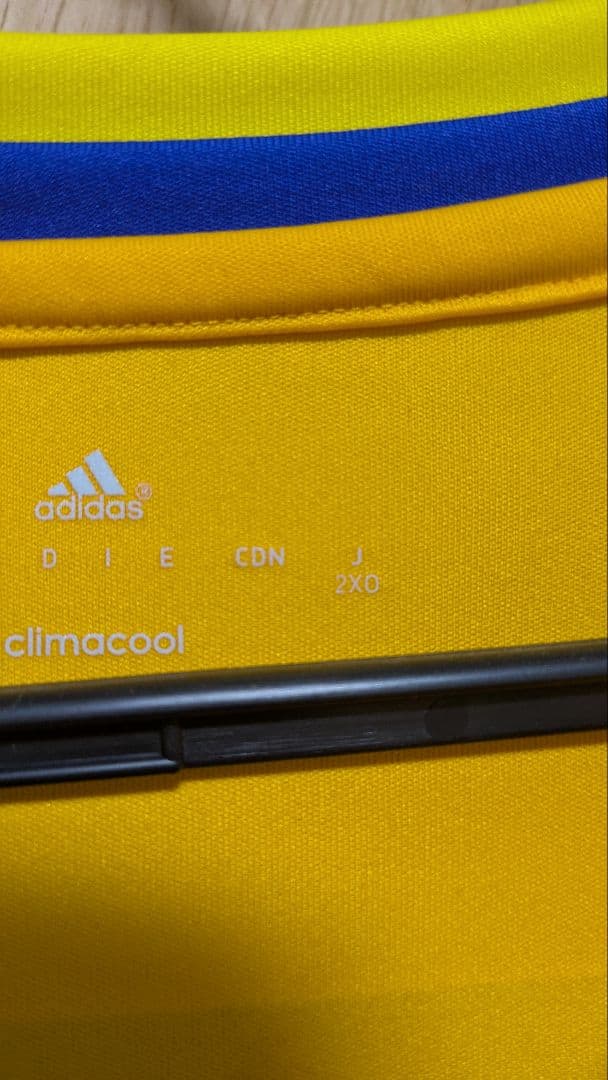 adidas®
D I E CDN J
2XO
climacool